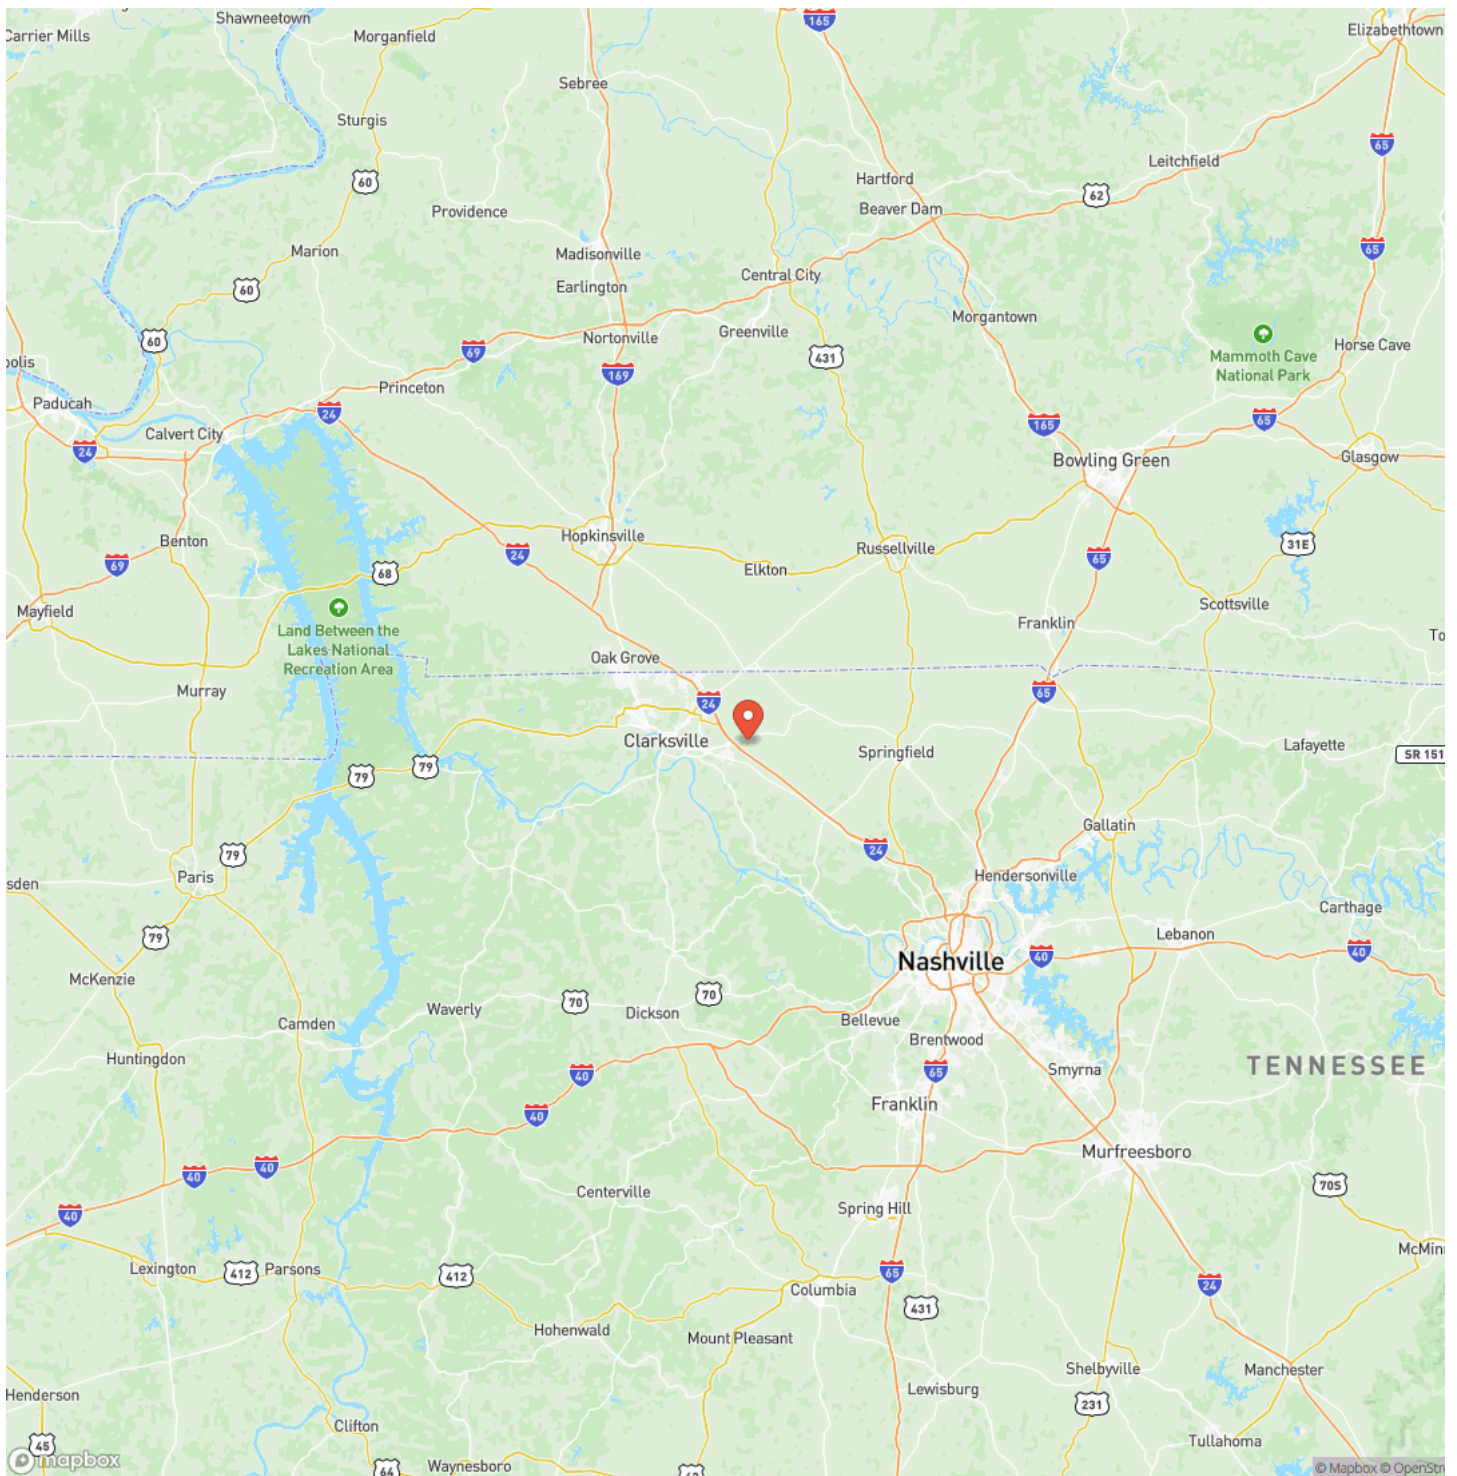 Shawneetown
165
Elizabethtown
Carrier Mills
Morganfield
Sebree
Sturgis
65
Leitchfield
60
Hartford
62
Providence
Beaver Dam
Marion
Madisonville
65
Central City
60
Earlington
Morgantown
60
Nortonville
Greenville
Horse Cave
69
431
Mammoth Cave
National Park
polis
169
Princeton
Paducah
24
65
165
Calvert City
24
Bowling Green
Glasgow
Hopkinsville
Benton
24
Russellville
65
31E
69
68
Elkton
Mayfield
Scottsville
Franklin
Land Between the
Lakes National
Recreation Area
To
Oak Grove
Murray
24
65
Clarksville
Springfield
Lafayette
SR 151
79
79
Gallatin
79
24
Paris
Hendersonville
sden
Carthage
79
Lebanon
40
40
Nashville
McKenzie
70
70
Waverly
Dickson
Bellevue
Camden
Brentwood
Huntingdon
TENNESSEE
40
65
Smyrna
Franklin
40
Murfreesboro
40
40
70S
Centerville
Spring Hill
40
McMinn
Lexington
412
Parsons
412
65
24
Columbia
431
Hohenwald
Mount Pleasant
Shelbyville
Manchester
Henderson
Lewisburg
231
Clifton
45
Tullahoma
mapbox
64
Waynesboro
© Mapbox © OpenStre